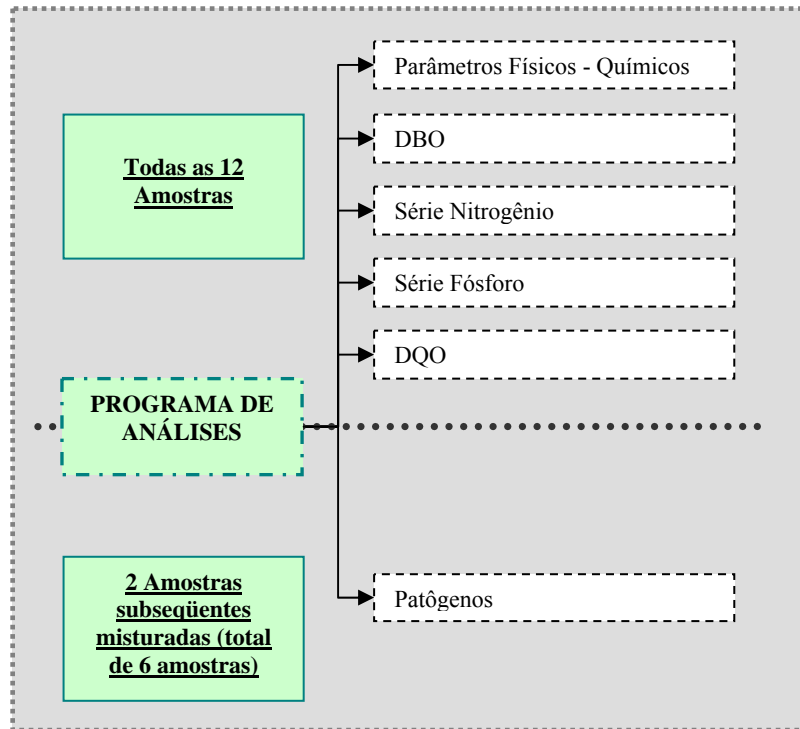 Parâmetros Físicos - Químicos
DBO
Todas as 12
Amostras
Série Nitrogênio
Série Fósforo
DQO
PROGRAMA DE
ANÁLISES
2 Amostras
subseqüentes
misturadas (total
de 6 amostras)
Patôgenos